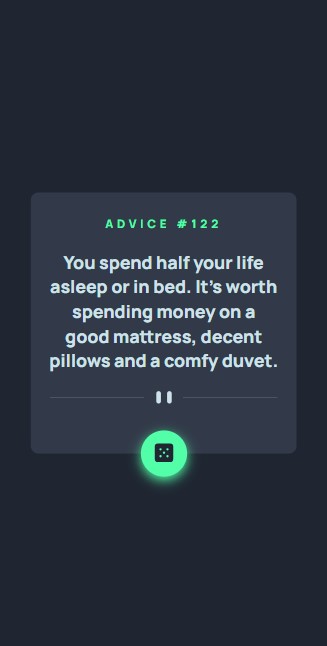 ADVICE #122
You spend half your life
asleep or in bed. It's worth
spending money on a
good mattress, decent
pillows and a comfy duvet.